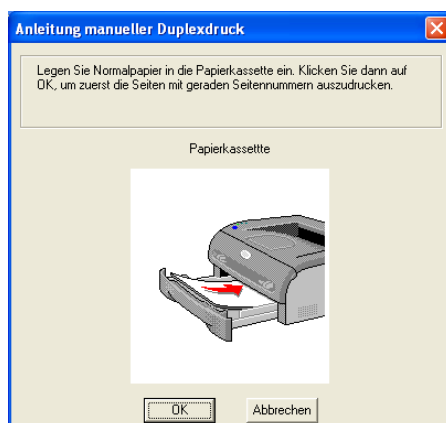 Anleitung manueller Duplexdruck
Legen Sie Normalpapier in die Papierkassette ein. Klicken Sie dann auf
OK, um zuerst die Seiten mit geraden Seitennummern auszudrucken.
Papierkassettte
OK
Abbrechen